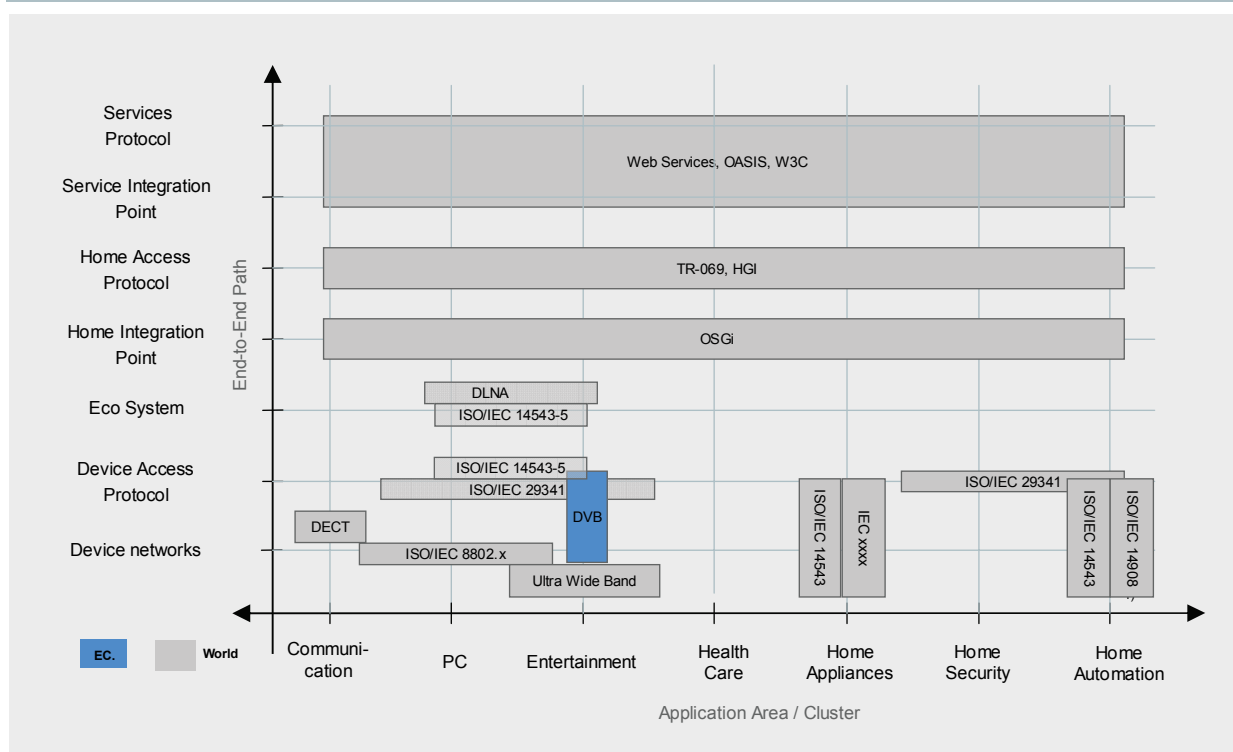 Services
Protocol
Web Services, OASIS, W3C
Service Integration
Point
Home Access
Protocol
TR-069, HGI
End-to-End Path
Home Integration
Point
OSGi
DLNA
Eco System
ISO/IEC 14543-5
Device Access
Protocol
ISO/IEC 14543-5
ISO/IEC 29341
ISO/IEC 29341
DVB
ISO/IEC 14543
IEC xxxx
ISO/IEC 14543
ISO/IEC 14908
DECT
Device networks
ISO/IEC 8802.x
Ultra Wide Band
EC.
World
Communi-
cation
PC
Entertainment
Health
Care
Home
Appliances
Home
Security
Home
Automation
Application Area / Cluster